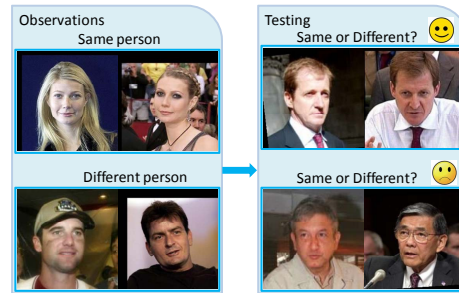 Observations
Same person
Different person
Testing
Same or Different?
Same or Different?